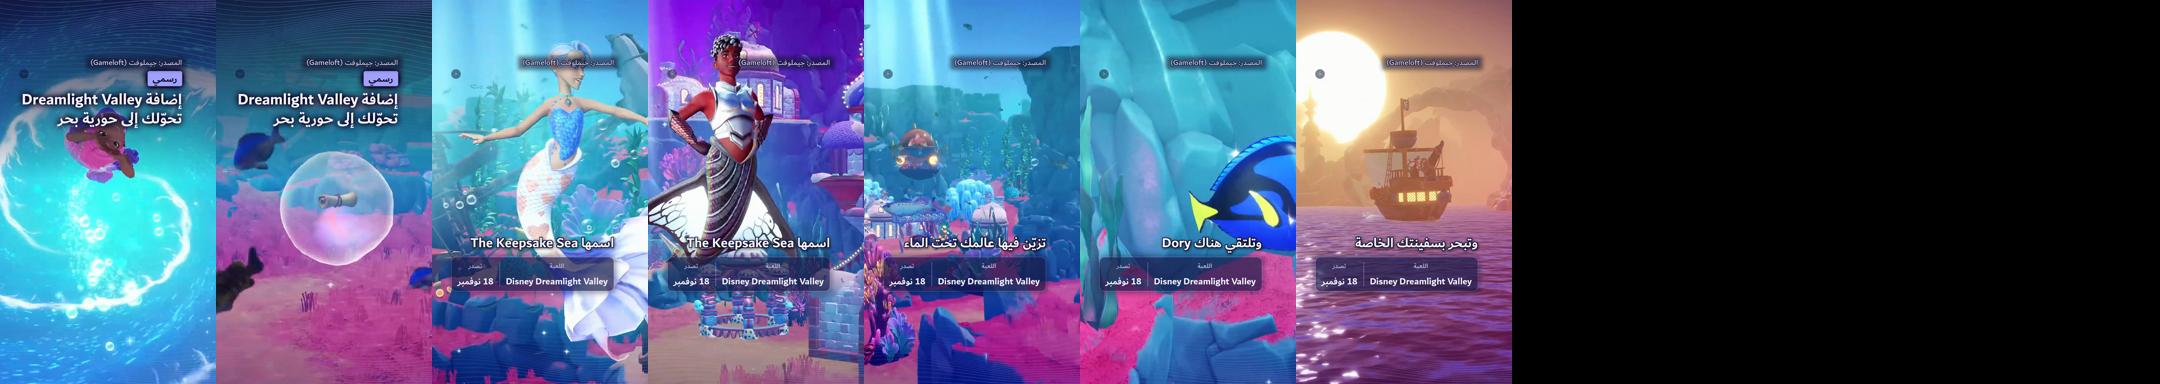 المصدر: جيملوفت (Gameloft)
رسمي
إضافة Dreamlight Valley
تحوّلك إلى حورية بحر
المصدر: جيملوفت (Gameloft)
رسمي
إضافة Dreamlight Valley
تحوّلك إلى حورية بحر
المصدر: جيملوفت (Gameloft)
اسمها The Keepsake Sea
اللعبة تصدر
Disney Dreamlight Valley 18 نوفمبر
المصدر: جيملوفت (Gameloft)
اسمها The Keepsake Sea
اللعبة تصدر
Disney Dreamlight Valley 18 نوفمبر
المصدر: جيملوفت (Gameloft)
تزيّن فيها عالمك تحت الماء
اللعبة تصدر
Disney Dreamlight Valley 18 نوفمبر
المصدر: جيملوفت (Gameloft)
وتلتقي هناك Dory
اللعبة تصدر
Disney Dreamlight Valley 18 نوفمبر
المصدر: جيملوفت (Gameloft)
وتبحر بسفينتك الخاصة
اللعبة تصدر
Disney Dreamlight Valley 18 نوفمبر